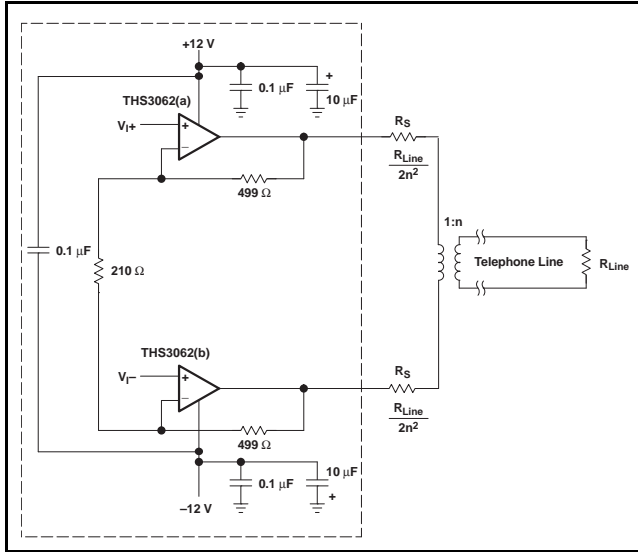 +12 V
+
0.1 µF
10 µF
THS3062(a)
VI+
+
−
499 Ω
RS
RLine
2n²
1:n
0.1 µF
210 Ω
Telephone Line
RLine
THS3062(b)
VI−
+
−
499 Ω
RS
RLine
2n²
0.1 µF
10 µF
+
−12 V